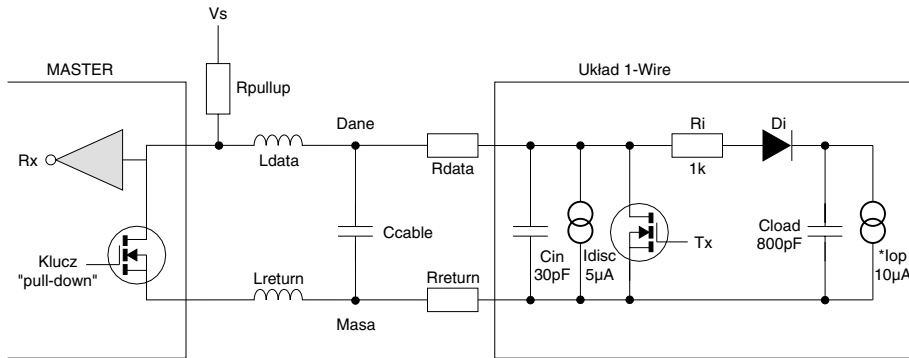 Vs
MASTER
Układ 1-Wire
Rpullup
Dane
Ri
Di
Rx
Ldata
Rdata
1k
Ccable
Cin
30pF
Idisc
5µA
Tx
Cload
800pF
*Iop
10µA
Klucz
"pull-down"
Lreturn
Rreturn
Masa